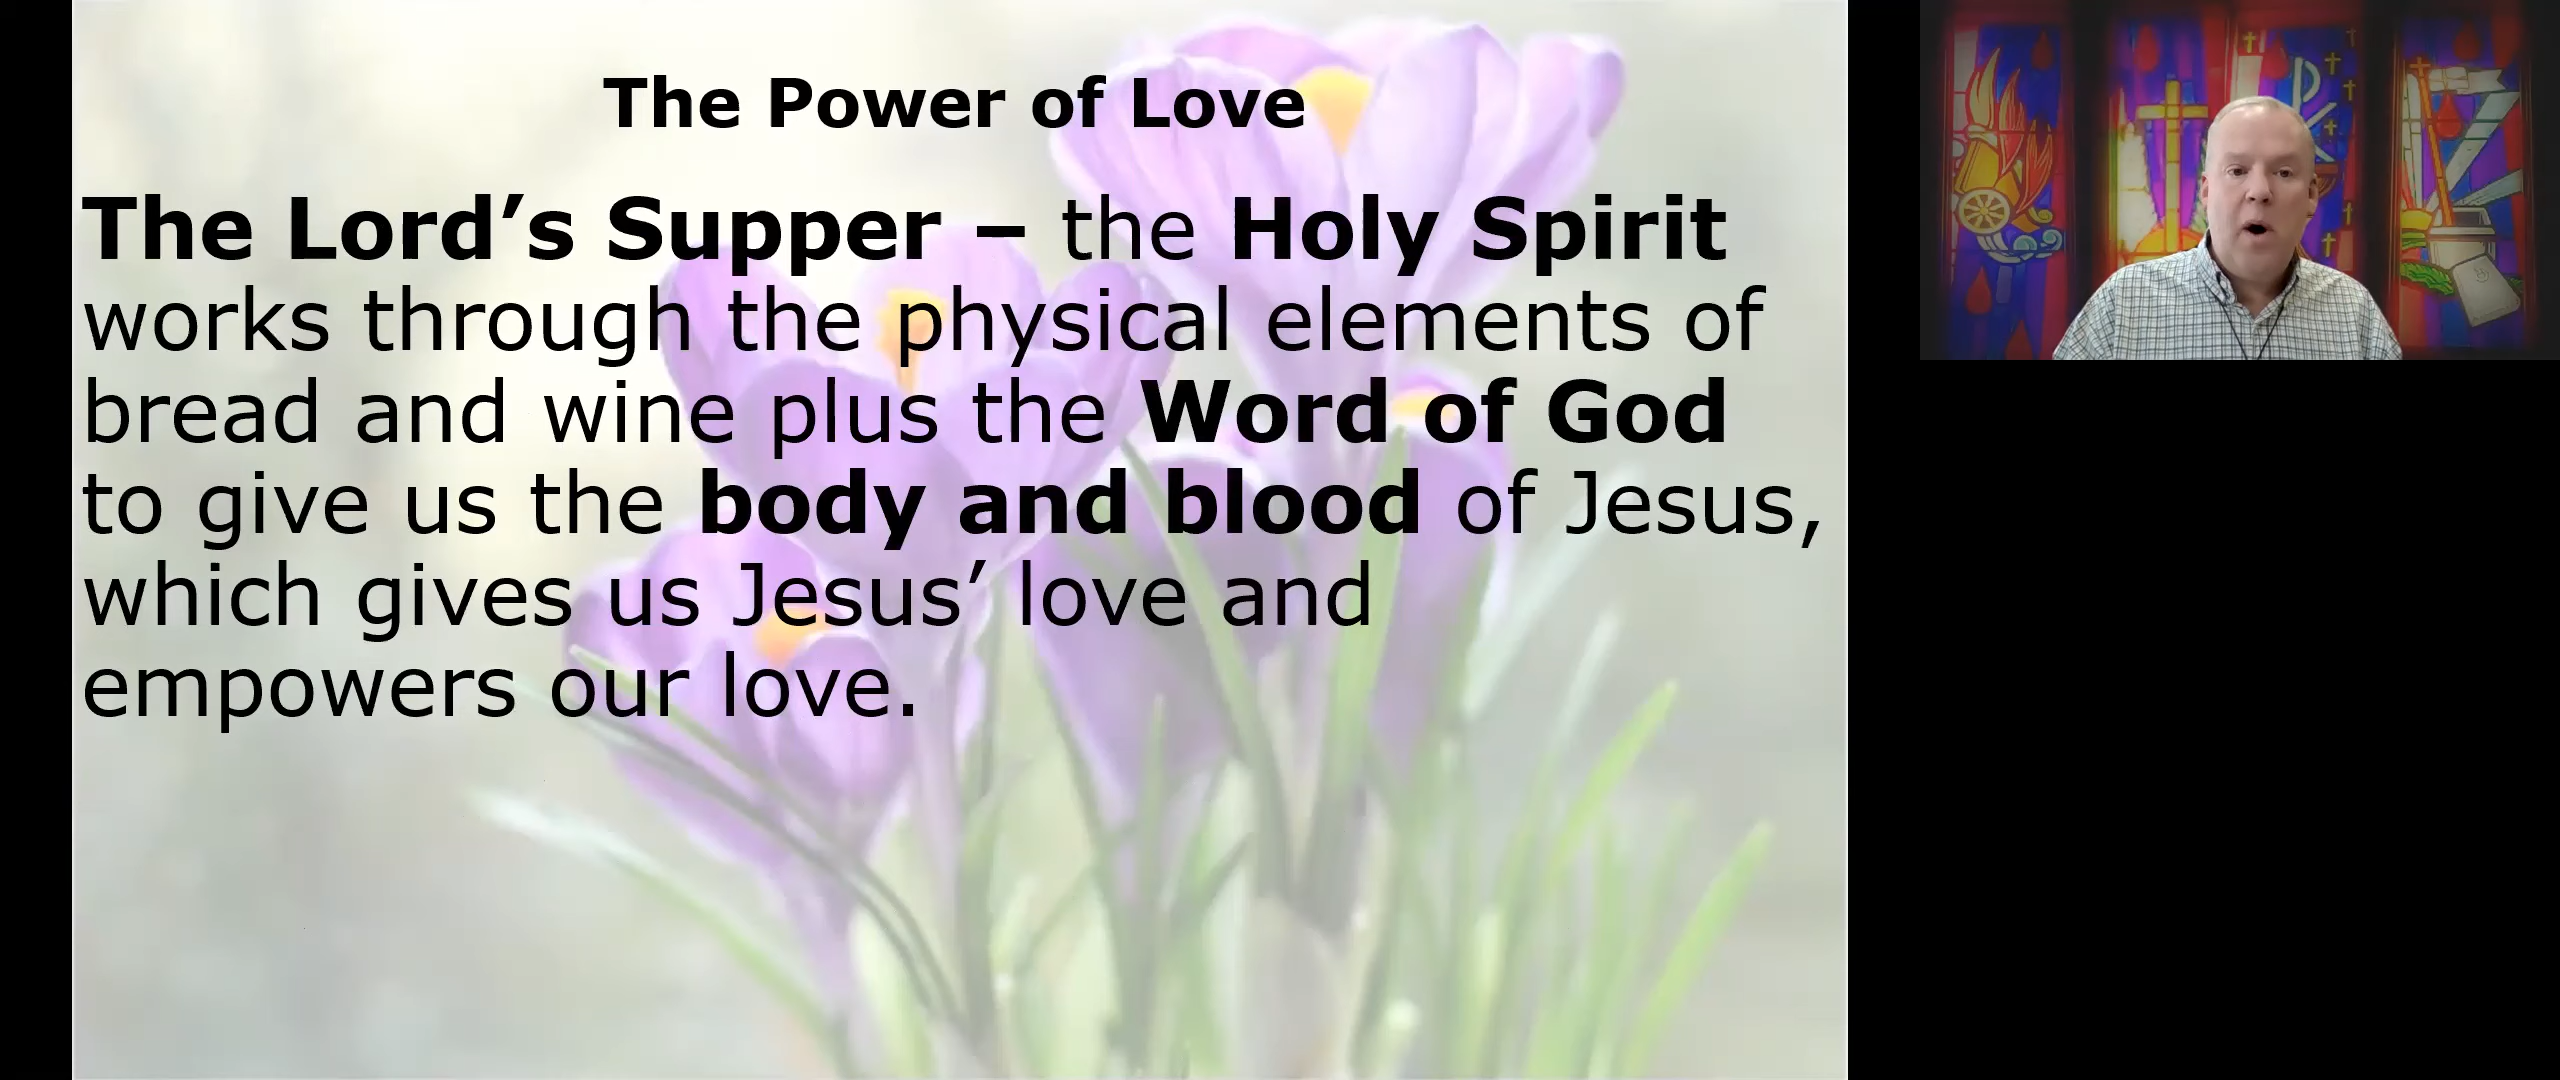 The Power of Love
The Lord’s Supper – the Holy Spirit
works through the physical elements of
bread and wine plus the Word of God
to give us the body and blood of Jesus,
which gives us Jesus’ love and
empowers our love.